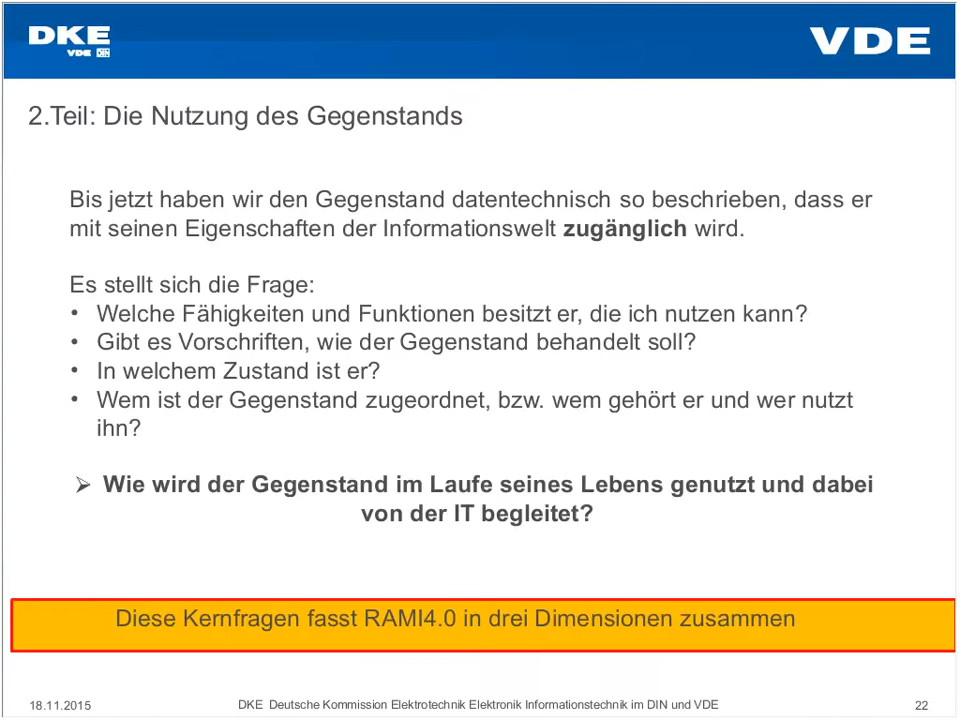 DKE
VDE DIN
VDE
2.Teil: Die Nutzung des Gegenstands
Bis jetzt haben wir den Gegenstand datentechnisch so beschrieben, dass er
mit seinen Eigenschaften der Informationswelt zugänglich wird.
Es stellt sich die Frage:
• Welche Fähigkeiten und Funktionen besitzt er, die ich nutzen kann?
• Gibt es Vorschriften, wie der Gegenstand behandelt soll?
• In welchem Zustand ist er?
• Wem ist der Gegenstand zugeordnet, bzw. wem gehört er und wer nutzt
ihn?
➢ Wie wird der Gegenstand im Laufe seines Lebens genutzt und dabei
von der IT begleitet?
Diese Kernfragen fasst RAMI4.0 in drei Dimensionen zusammen
18.11.2015
DKE Deutsche Kommission Elektrotechnik Elektronik Informationstechnik im DIN und VDE
22